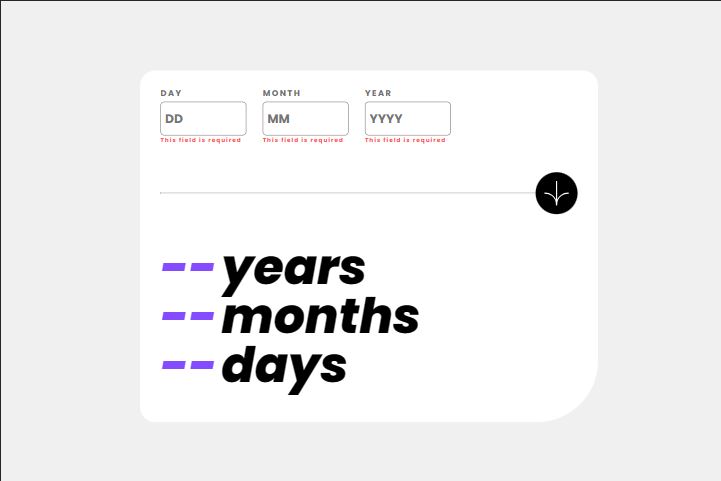 DAY MONTH YEAR
DD MM YYYY
This field is required This field is required This field is required
-- years
-- months
-- days